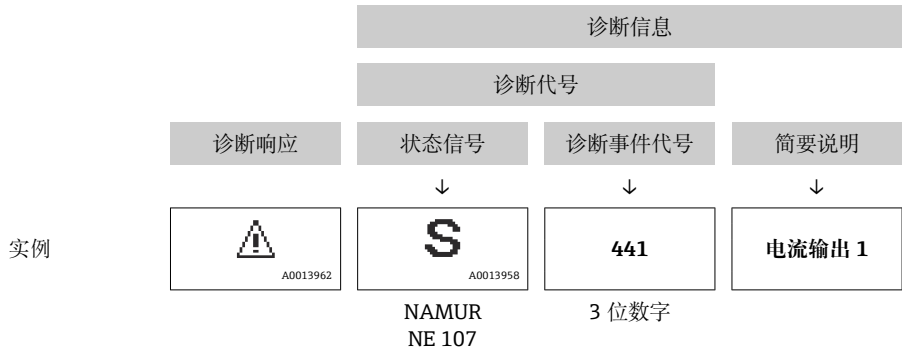 诊断信息
诊断代号
诊断响应 状态信号 诊断事件代号 简要说明
↓ ↓ ↓
实例 ⚠ S 441 电流输出 1
A0013962 A0013958
NAMUR 3 位数字
NE 107